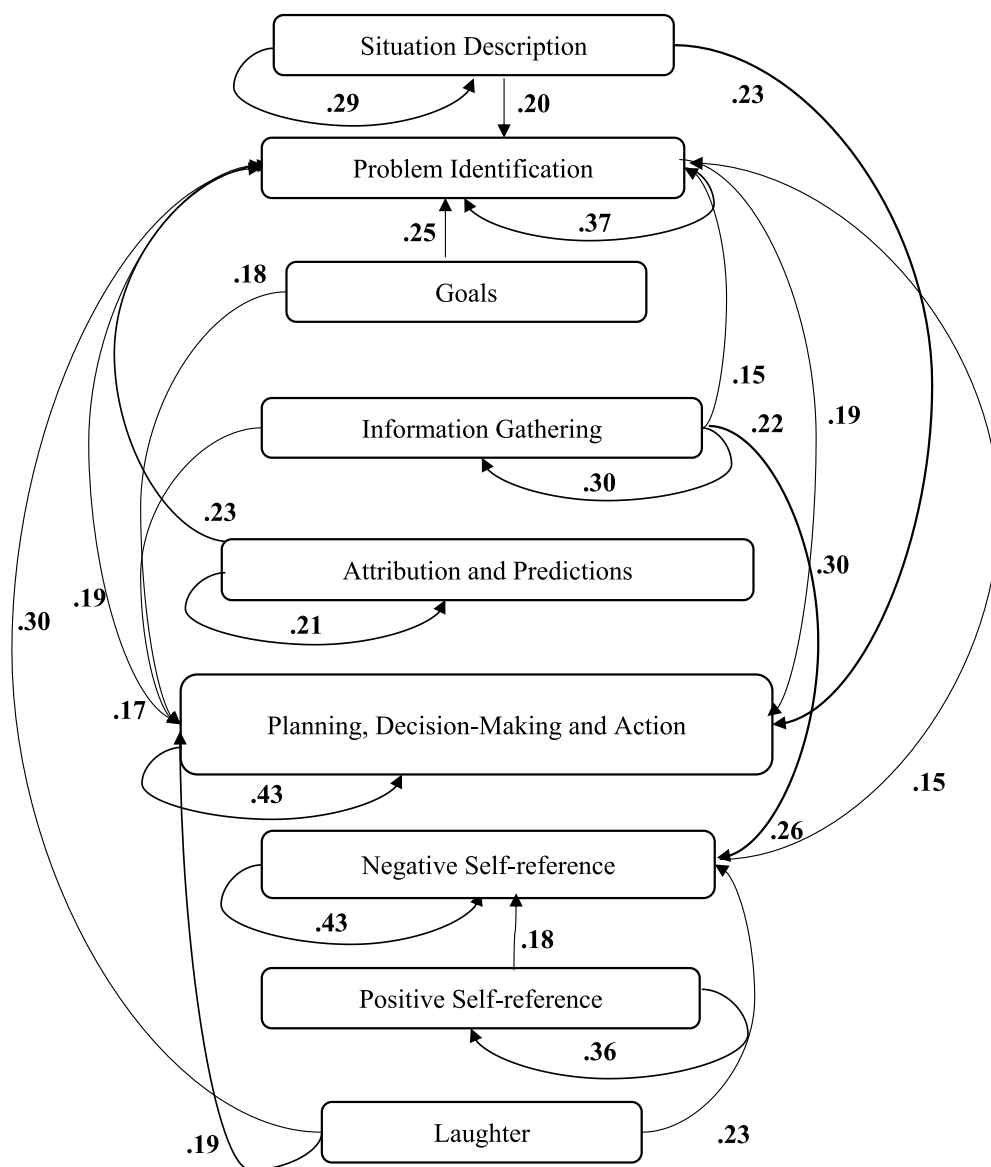 Situation Description
.23
.29
.20
Problem Identification
.37
.25
.18
Goals
.15
.22
.19
Information Gathering
.30
.23
Attribution and Predictions
.30
.19
.30
.21
.17
Planning, Decision-Making and Action
.43
.15
.26
Negative Self-reference
.43
.18
Positive Self-reference
.36
Laughter
.19
.23